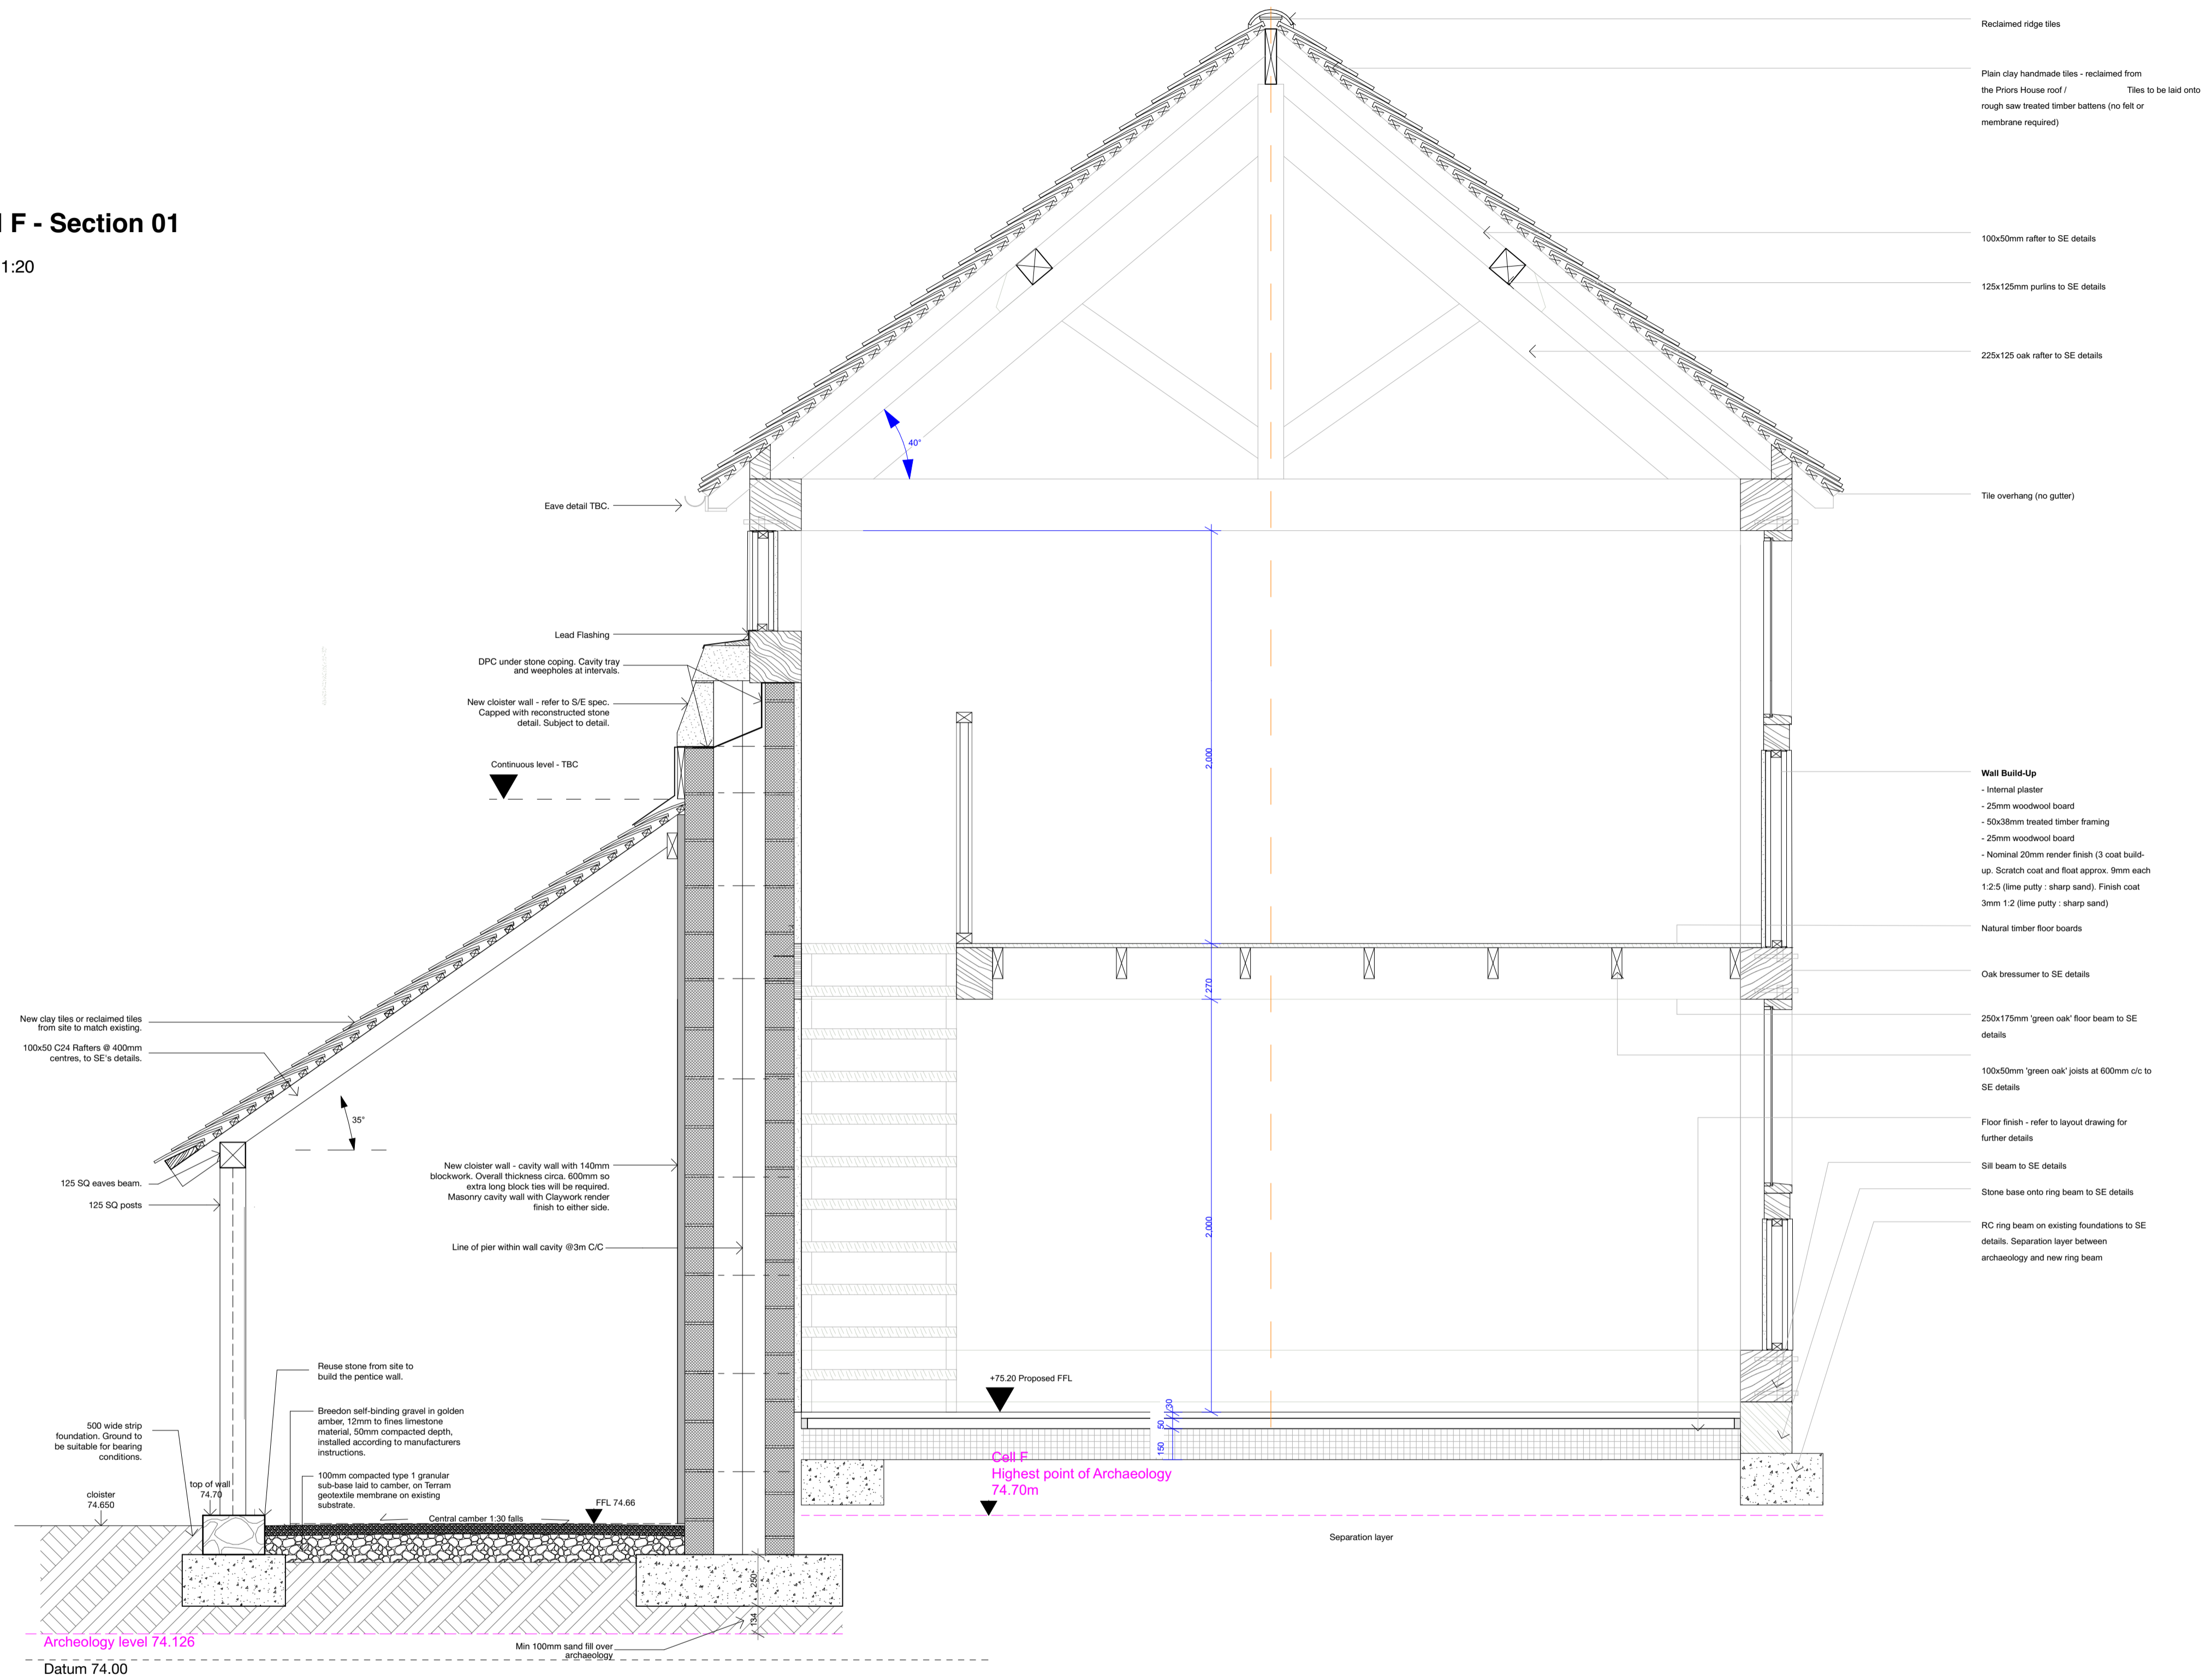 F - Section 01
1:20
Reclaimed ridge tiles
Plain clay handmade tiles - reclaimed from
the Priors House roof / Tiles to be laid onto
rough saw treated timber battens (no felt or
membrane required)
100x50mm rafter to SE details
125x125mm purlins to SE details
225x125 oak rafter to SE details
40°
Eave detail TBC.
Tile overhang (no gutter)
Lead Flashing
DPC under stone coping. Cavity tray
and weepholes at intervals.
New cloister wall - refer to S/E spec.
Capped with reconstructed stone
detail. Subject to detail.
Continuous level - TBC
2,000
Wall Build-Up
- Internal plaster
- 25mm woodwool board
- 50x38mm treated timber framing
- 25mm woodwool board
- Nominal 20mm render finish (3 coat build-
up. Scratch coat and float approx. 9mm each
1:2:5 (lime putty : sharp sand). Finish coat
3mm 1:2 (lime putty : sharp sand)
Natural timber floor boards
Oak bressumer to SE details
270
250x175mm 'green oak' floor beam to SE
details
100x50mm 'green oak' joists at 600mm c/c to
SE details
Floor finish - refer to layout drawing for
further details
Sill beam to SE details
Stone base onto ring beam to SE details
RC ring beam on existing foundations to SE
details. Separation layer between
archaeology and new ring beam
New clay tiles or reclaimed tiles
from site to match existing.
100x50 C24 Rafters @ 400mm
centres, to SE's details.
35°
125 SQ eaves beam.
125 SQ posts
New cloister wall - cavity wall with 140mm
blockwork. Overall thickness circa. 600mm so
extra long block ties will be required.
Masonry cavity wall with Claywork render
finish to either side.
Line of pier within wall cavity @3m C/C
2,000
Reuse stone from site to
build the pentice wall.
+75.20 Proposed FFL
30
50
150
500 wide strip
foundation. Ground to
be suitable for bearing
conditions.
Breedon self-binding gravel in golden
amber, 12mm to fines limestone
material, 50mm compacted depth,
installed according to manufacturers
instructions.
100mm compacted type 1 granular
sub-base laid to camber, on Terram
geotextile membrane on existing
substrate.
Cell F
Highest point of Archaeology
74.70m
cloister
74.650
top of wall
74.70
FFL 74.66
Central camber 1:30 falls
Separation layer
250
134
Min 100mm sand fill over
archaeology
Archeology level 74.126
Datum 74.00